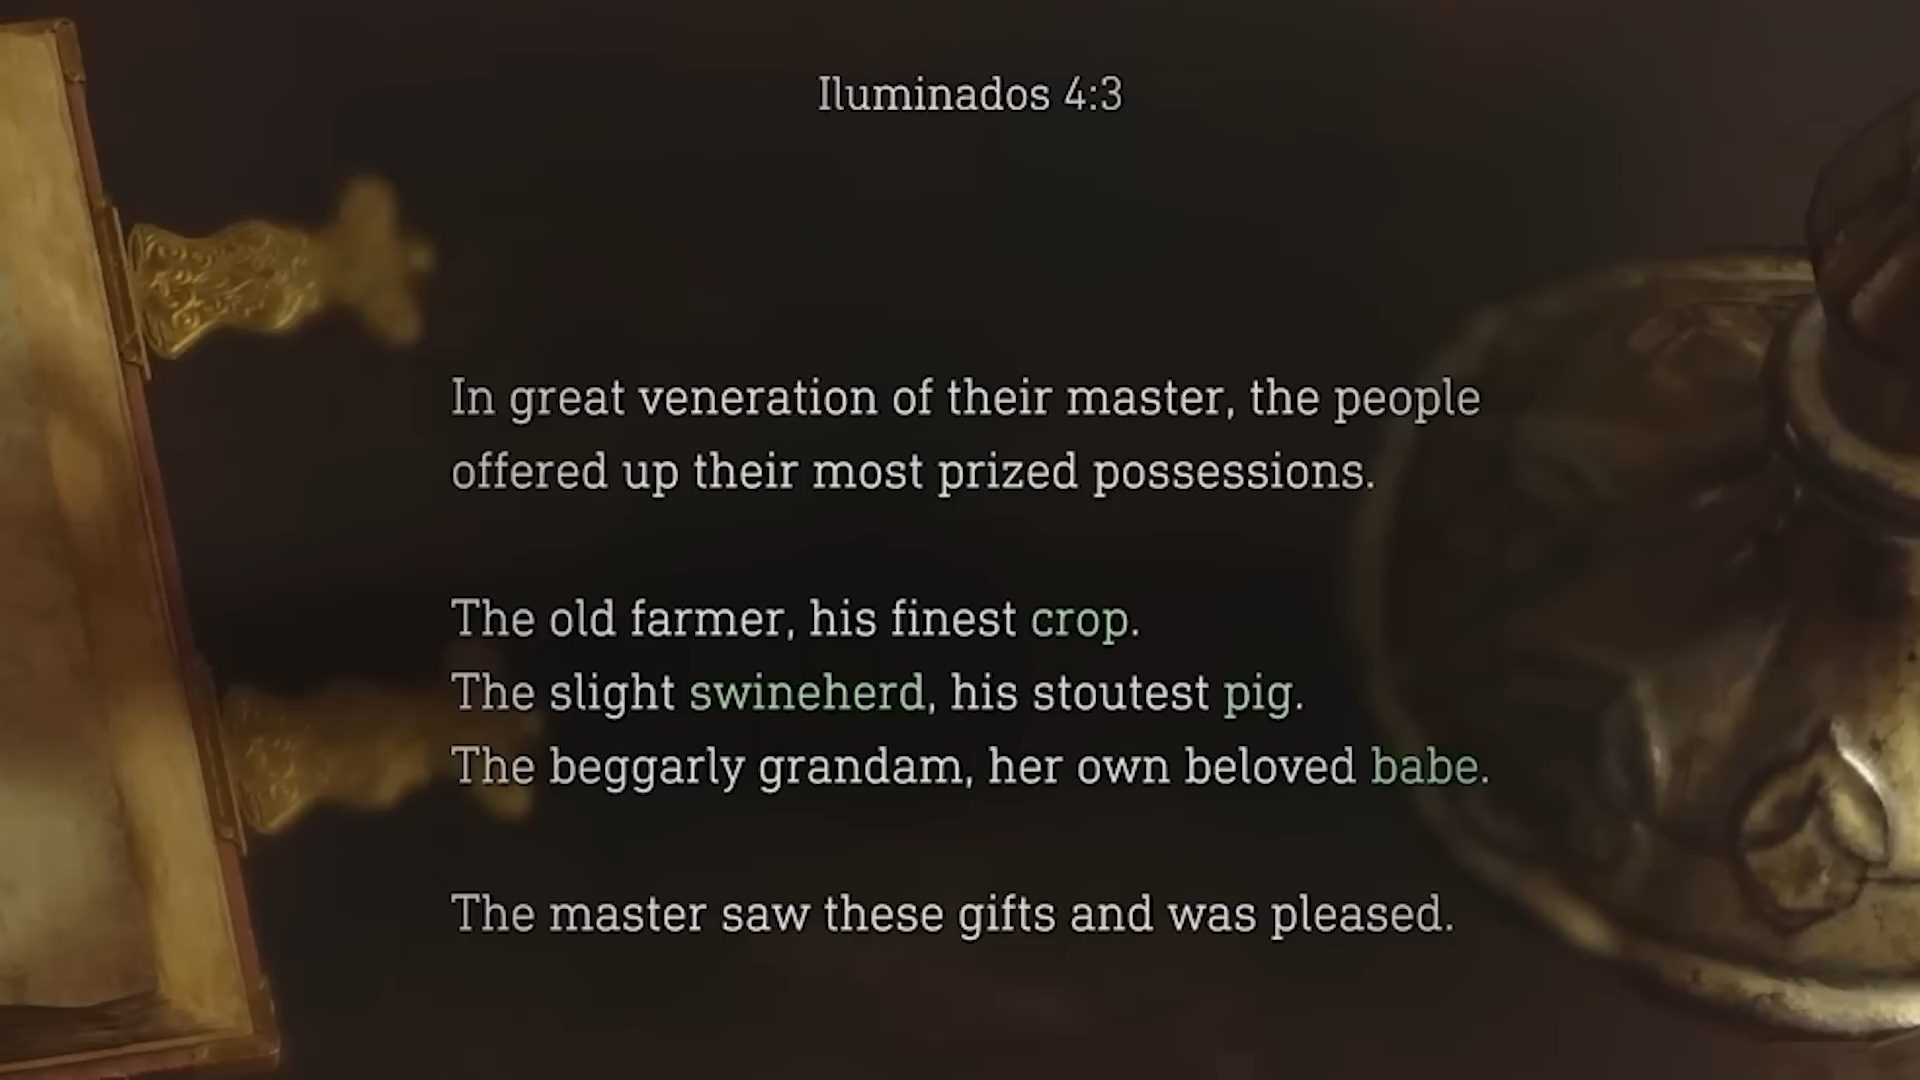 Iluminados 4:3
In great veneration of their master, the people
offered up their most prized possessions.
The old farmer, his finest crop.
The slight swineherd, his stoutest pig.
The beggarly grandam, her own beloved babe.
The master saw these gifts and was pleased.